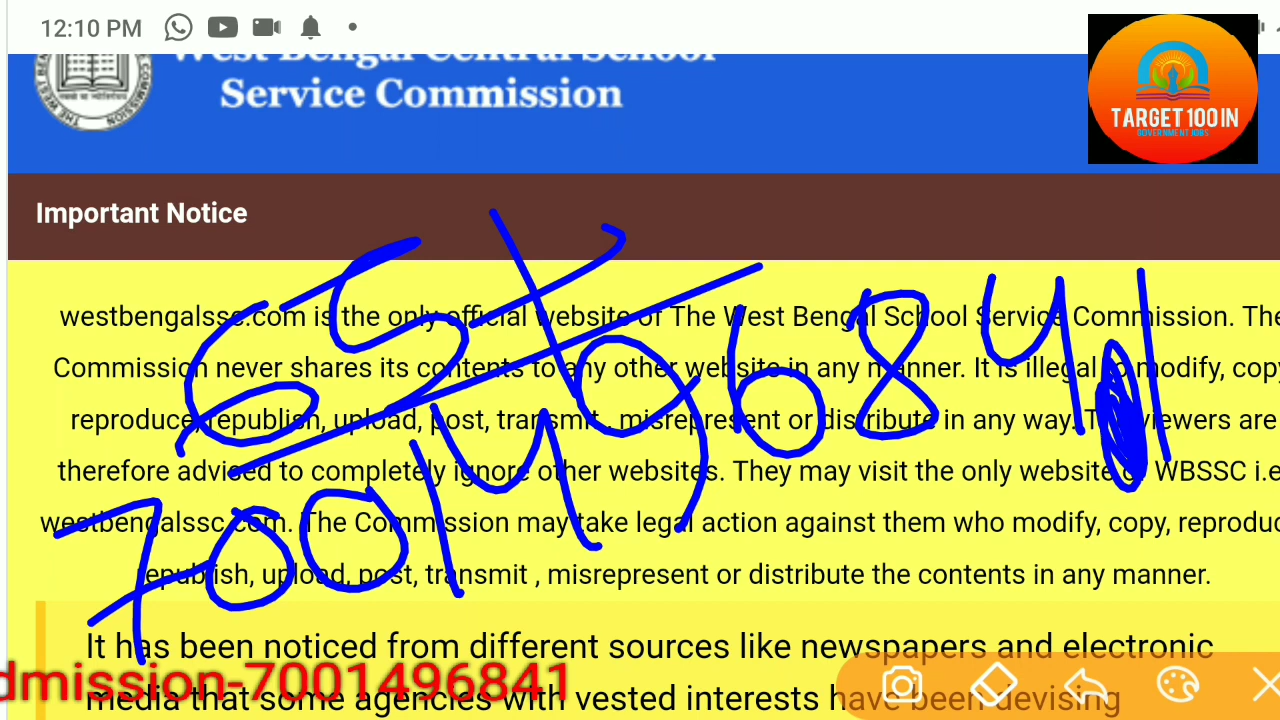 12:10 PM
West Bengal Central School
Service Commission
TARGET 100 IN
GOVERNMENT JOBS
Important Notice
657
westbengalssc.com is the only official website of The West Bengal School Service Commission. The
Commission never shares its contents to any other website in any manner. It is illegal to modify, copy
reproduce, republish, upload, post, transmit , misrepresent or distribute in any way. The viewers are
therefore advised to completely ignore other websites. They may visit the only website of WBSSC i.e
westbengalssc.com. The Commission may take legal action against them who modify, copy, reproduc
republish, upload, post, transmit , misrepresent or distribute the contents in any manner.
7001496841
It has been noticed from different sources like newspapers and electronic
media that some agencies with vested interests have been devising
dmission-7001496841